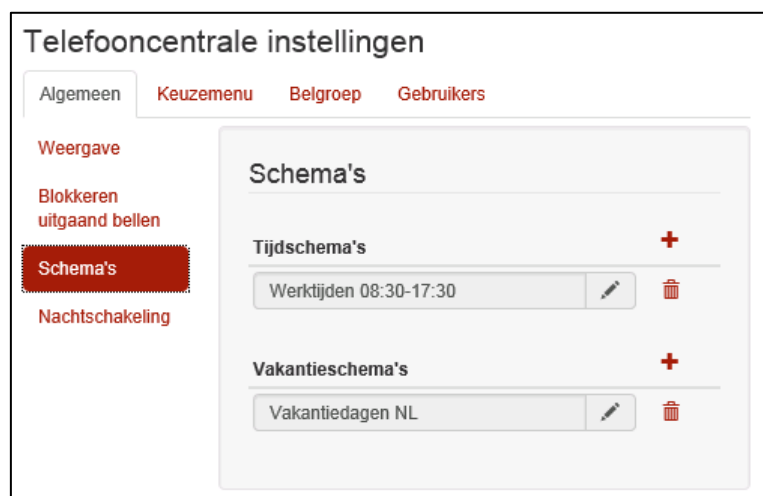 Telefooncentrale instellingen
Algemeen Keuzemenu Belgroep Gebruikers
Weergave
Blokkeren
uitgaand bellen
Schema's
Nachtschakeling
Schema's
Tijdschema's
Werktijden 08:30-17:30
Vakantieschema's
Vakantiedagen NL